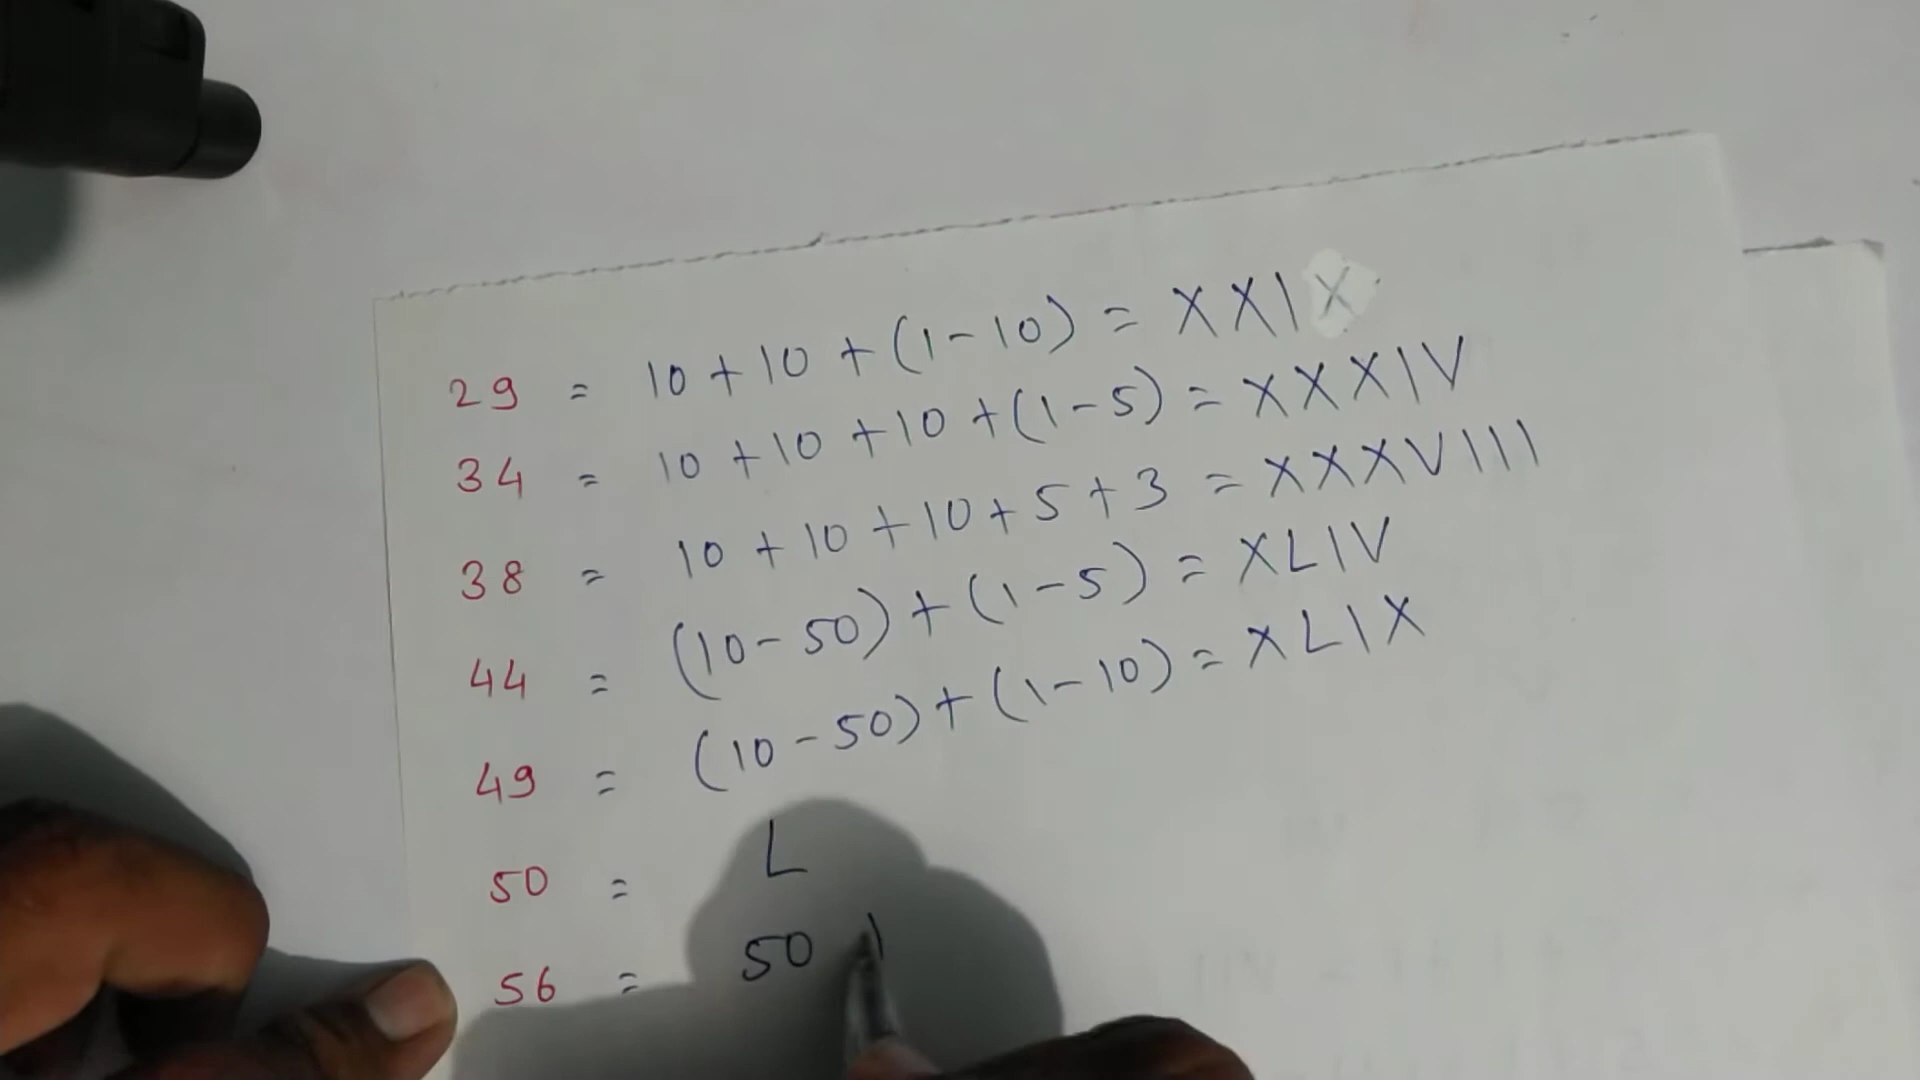 29 = 10 + 10 + (1 - 10) = XXIX
34 = 10 + 10 + 10 + (1 - 5) = XXXIV
38 = 10 + 10 + 10 + 5 + 3 = XXXVIII
44 = (10 - 50) + (1 - 5) = XLIV
49 = (10 - 50) + (1 - 10) = XLIX
50 = L
56 = 50